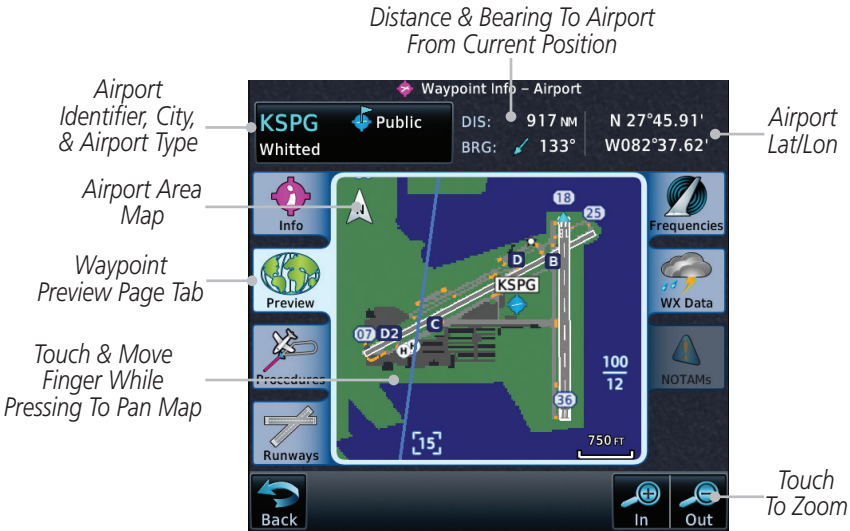 Distance & Bearing To Airport
From Current Position
Airport
Identifier, City,
& Airport Type
Airport
Lat/Lon
Airport Area
Map
Waypoint
Preview Page Tab
Touch & Move
Finger While
Pressing To Pan Map
Touch
To Zoom
Waypoint Info – Airport
KSPG
Public
Whitted
DIS: 917 NM
BRG: 133°
N 27°45.91'
W082°37.62'
Info
Preview
Procedures
Runways
Frequencies
WX Data
NOTAMs
N
18
25
D
B
KSPG
07
D2
C
H
H
36
100
12
15
750 FT
Back
In
Out